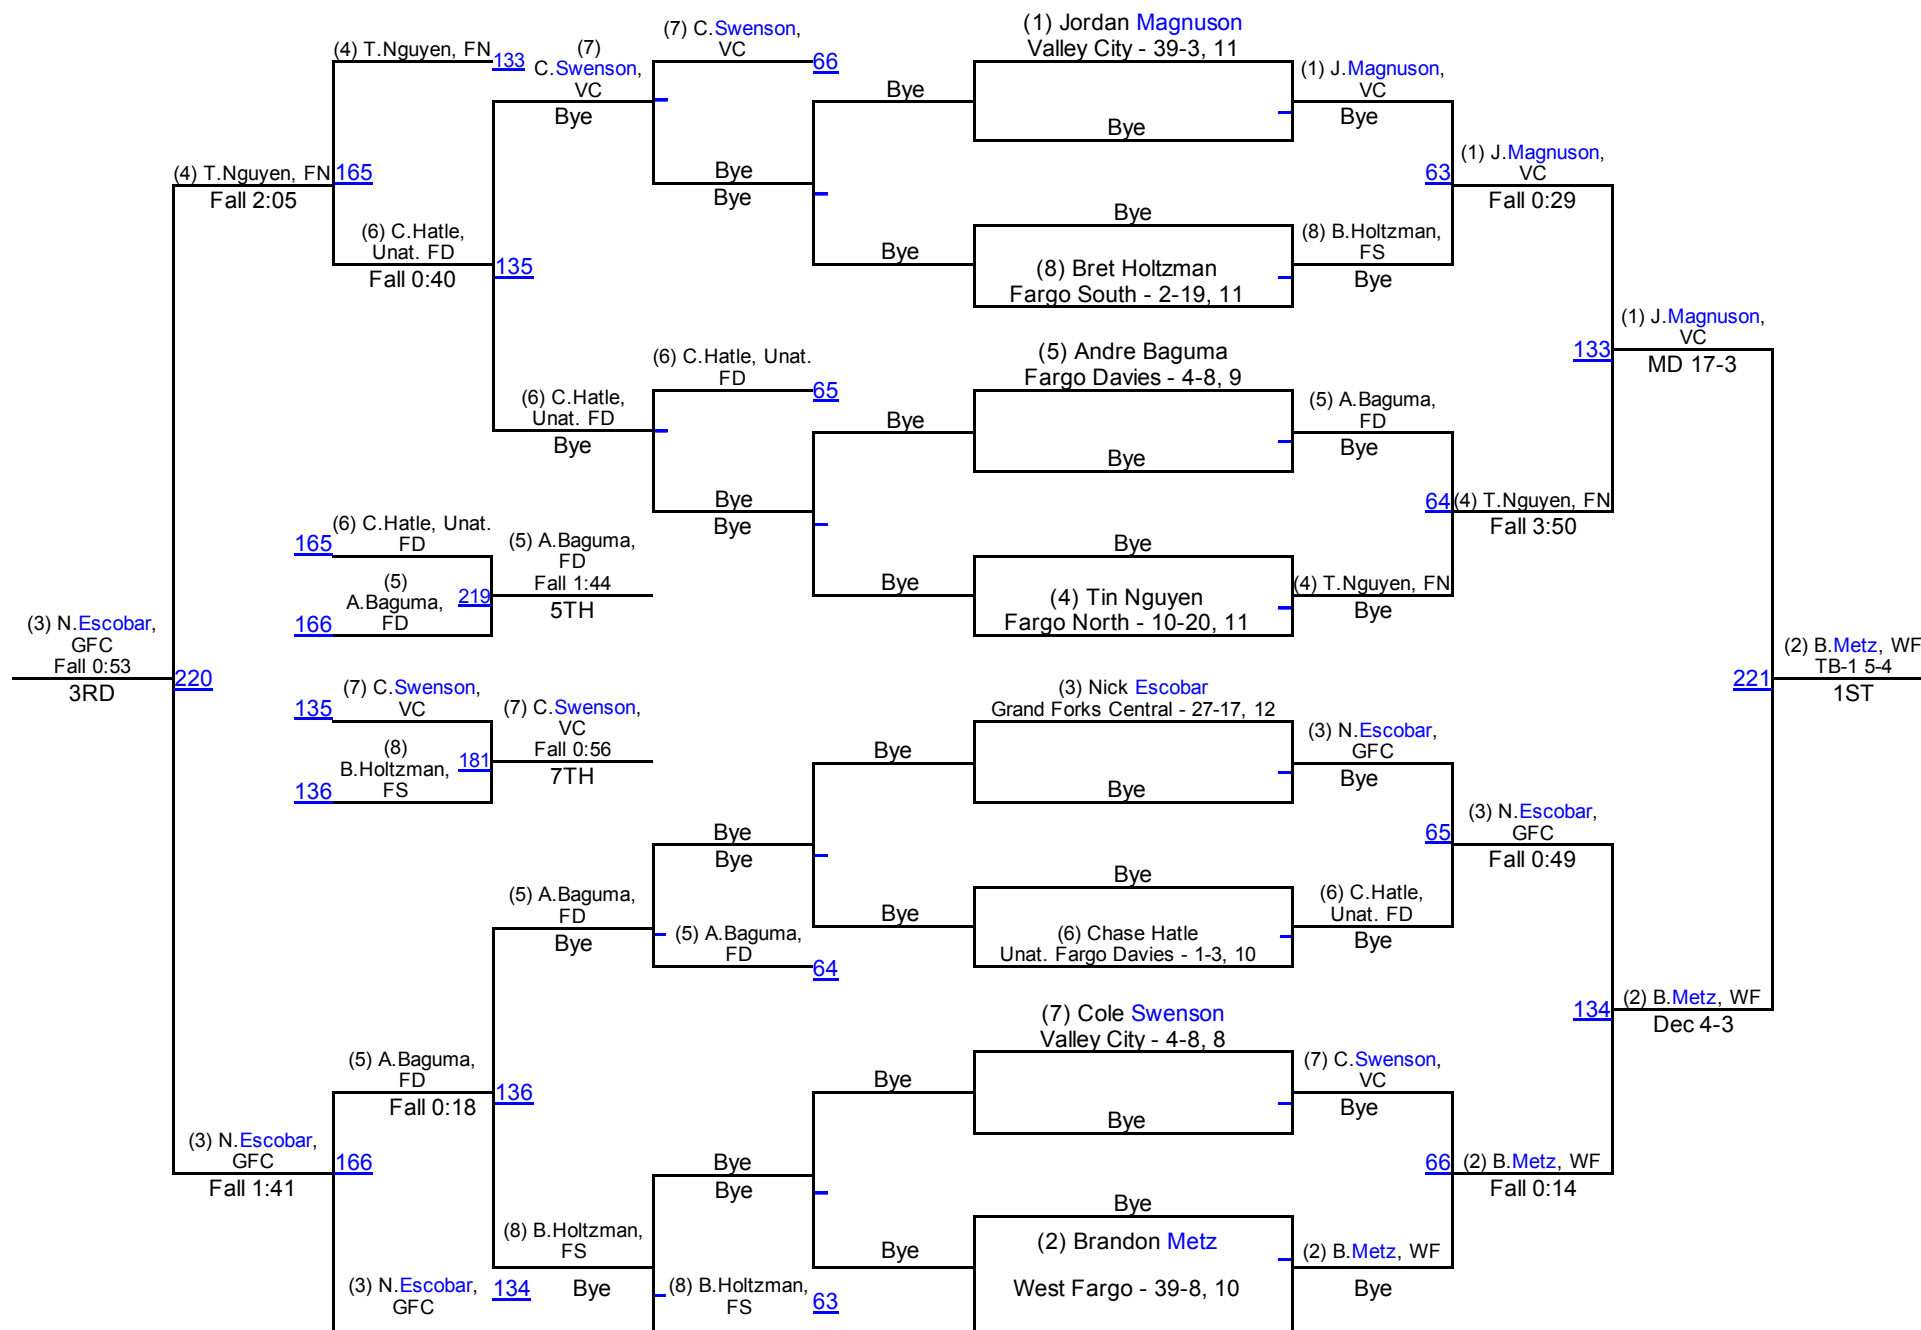 (1) Jordan Magnuson
Valley City - 39-3, 11
(7) C.Swenson,
VC
66
(4) T.Nguyen, FN
133
(7)
C.Swenson,
VC
Bye
Bye
Bye
(1) J.Magnuson,
VC
Bye
Bye
Bye
63
(1) J.Magnuson,
VC
Fall 0:29
(4) T.Nguyen, FN
165
Fall 2:05
(6) C.Hatle,
Unat. FD
Fall 0:40
135
Bye
Bye
(8) Bret Holtzman
Fargo South - 2-19, 11
(8) B.Holtzman,
FS
Bye
(1) J.Magnuson,
VC
133
MD 17-3
(6) C.Hatle, Unat.
FD
65
(5) Andre Baguma
Fargo Davies - 4-8, 9
(6) C.Hatle,
Unat. FD
Bye
Bye
Bye
(5) A.Baguma,
FD
Bye
Bye
Bye
64
(4) T.Nguyen, FN
Fall 3:50
(6) C.Hatle, Unat.
FD
165
(5) A.Baguma,
FD
Fall 1:44
5TH
(5)
A.Baguma,
FD
219
166
Bye
Bye
(4) Tin Nguyen
Fargo North - 10-20, 11
(4) T.Nguyen, FN
Bye
(3) N.Escobar,
GFC
Fall 0:53
3RD
220
221
(2) B.Metz, WF
TB-1 5-4
1ST
(7) C.Swenson,
VC
135
(7) C.Swenson,
VC
Fall 0:56
7TH
(8)
B.Holtzman,
FS
181
136
(3) Nick Escobar
Grand Forks Central - 27-17, 12
Bye
Bye
(3) N.Escobar,
GFC
Bye
Bye
Bye
65
(3) N.Escobar,
GFC
Fall 0:49
(5) A.Baguma,
FD
Bye
(5) A.Baguma,
FD
64
Bye
Bye
(6) Chase Hatle
Unat. Fargo Davies - 1-3, 10
(6) C.Hatle,
Unat. FD
Bye
134
(2) B.Metz, WF
Dec 4-3
(7) Cole Swenson
Valley City - 4-8, 8
(5) A.Baguma,
FD
Fall 0:18
136
Bye
Bye
(7) C.Swenson,
VC
Bye
(3) N.Escobar,
GFC
166
Fall 1:41
Bye
Bye
66
(2) B.Metz, WF
Fall 0:14
(8) B.Holtzman,
FS
Bye
Bye
Bye
(2) Brandon Metz
West Fargo - 39-8, 10
(2) B.Metz, WF
Bye
(3) N.Escobar,
GFC
134
(8) B.Holtzman,
FS
63